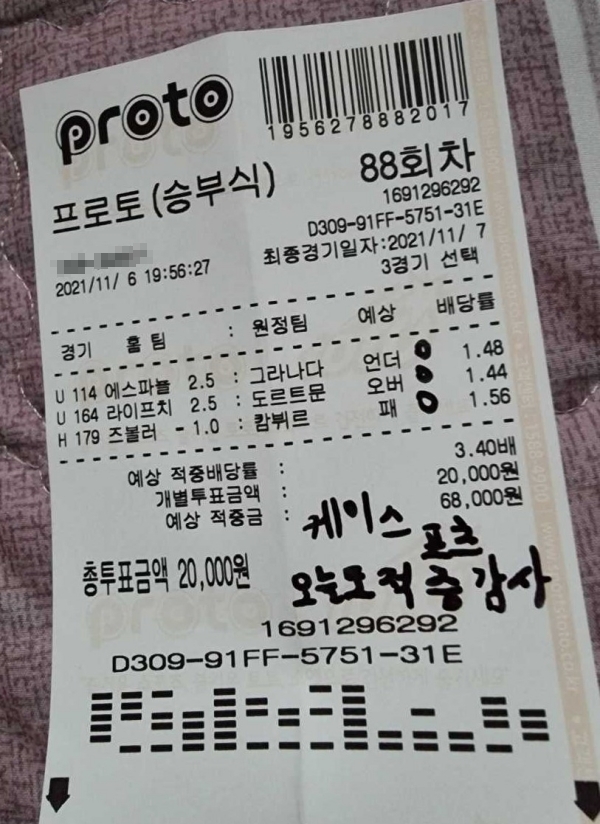 proto
1956278882017
프로토(승부식)
88회차
1691296292
D309-91FF-5751-31E
2021/11/ 6 19:56:27
최종경기일자:2021/11/ 7
3경기 선택
경기 홈팀 : 원정팀 예상 배당률
U 114 에스파뇰 2.5 : 그라나다 언더 1.48
U 164 라이프치 2.5 : 도르트문 오버 1.44
H 179 즈볼러 -1.0 : 캄뷔르 패 1.56
예상 적중배당률 : 3.40배
개별투표금액 : 20,000원
예상 적중금 : 68,000원
케이스
포츠
총투표금액 20,000원
오늘도적중감사
1691296292
D309-91FF-5751-31E